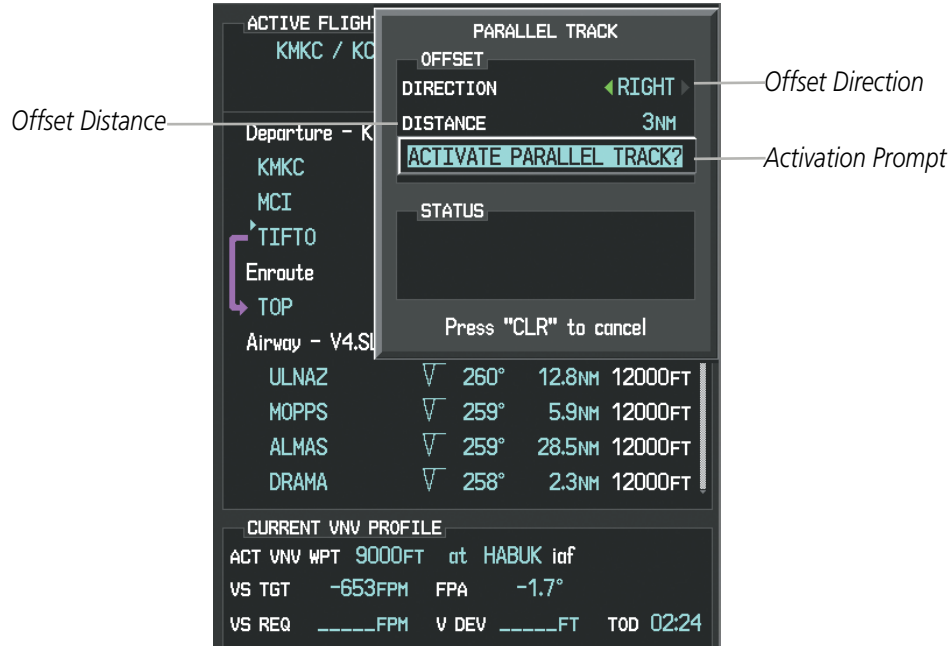 ACTIVE FLIGH
KMKC / KC
PARALLEL TRACK
OFFSET
DIRECTION RIGHT
Offset Direction
Offset Distance
DISTANCE 3NM
ACTIVATE PARALLEL TRACK?
Activation Prompt
STATUS
Press "CLR" to cancel
Departure - K
KMKC
MCI
TIFTO
Enroute
TOP
Airway - V4.SL
ULNAZ 260° 12.8NM 12000FT
MOPPS 259° 5.9NM 12000FT
ALMAS 259° 28.5NM 12000FT
DRAMA 258° 2.3NM 12000FT
CURRENT VNV PROFILE
ACT VNV WPT 9000FT at HABUK iaf
VS TGT -653FPM FPA -1.7°
VS REQ _____FPM V DEV _____FT TOD 02:24